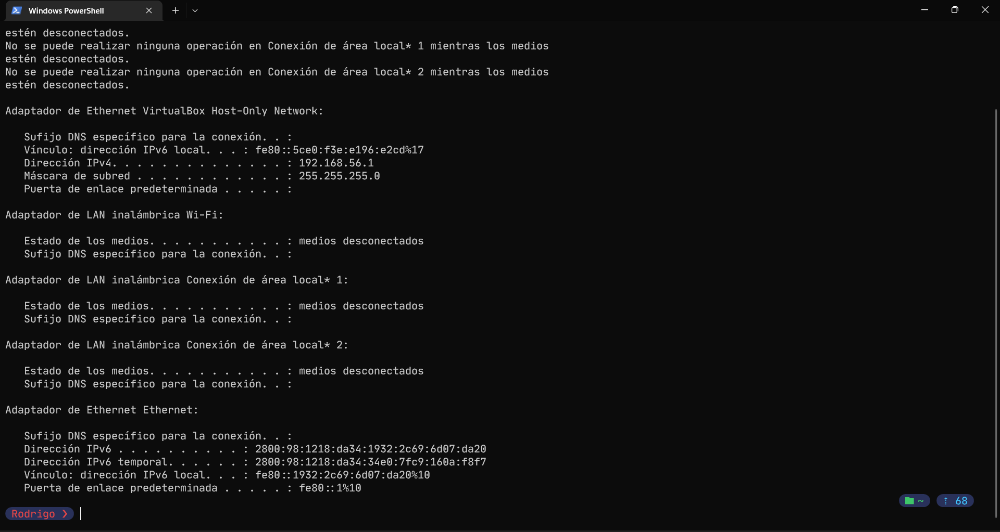 Windows PowerShell
estén desconectados.
No se puede realizar ninguna operación en Conexión de área local* 1 mientras los medios
estén desconectados.
No se puede realizar ninguna operación en Conexión de área local* 2 mientras los medios
estén desconectados.
Adaptador de Ethernet VirtualBox Host-Only Network:
Sufijo DNS específico para la conexión. . :
Vínculo: dirección IPv6 local. . . : fe80::5ce0:f3e:e196:e2cd%17
Dirección IPv4. . . . . . . . . . . . . . : 192.168.56.1
Máscara de subred . . . . . . . . . . . . : 255.255.255.0
Puerta de enlace predeterminada . . . . . :
Adaptador de LAN inalámbrica Wi-Fi:
Estado de los medios. . . . . . . . . . . : medios desconectados
Sufijo DNS específico para la conexión. . :
Adaptador de LAN inalámbrica Conexión de área local* 1:
Estado de los medios. . . . . . . . . . . : medios desconectados
Sufijo DNS específico para la conexión. . :
Adaptador de LAN inalámbrica Conexión de área local* 2:
Estado de los medios. . . . . . . . . . . : medios desconectados
Sufijo DNS específico para la conexión. . :
Adaptador de Ethernet Ethernet:
Sufijo DNS específico para la conexión. . :
Dirección IPv6 . . . . . . . . . . : 2800:98:1218:da34:1932:2c69:6d07:da20
Dirección IPv6 temporal. . . . . . : 2800:98:1218:da34:34e0:7fc9:160a:f8f7
Vínculo: dirección IPv6 local. . . : fe80::1932:2c69:6d07:da20%10
Puerta de enlace predeterminada . . . . . : fe80::1%10
~ 68
Rodrigo ❯